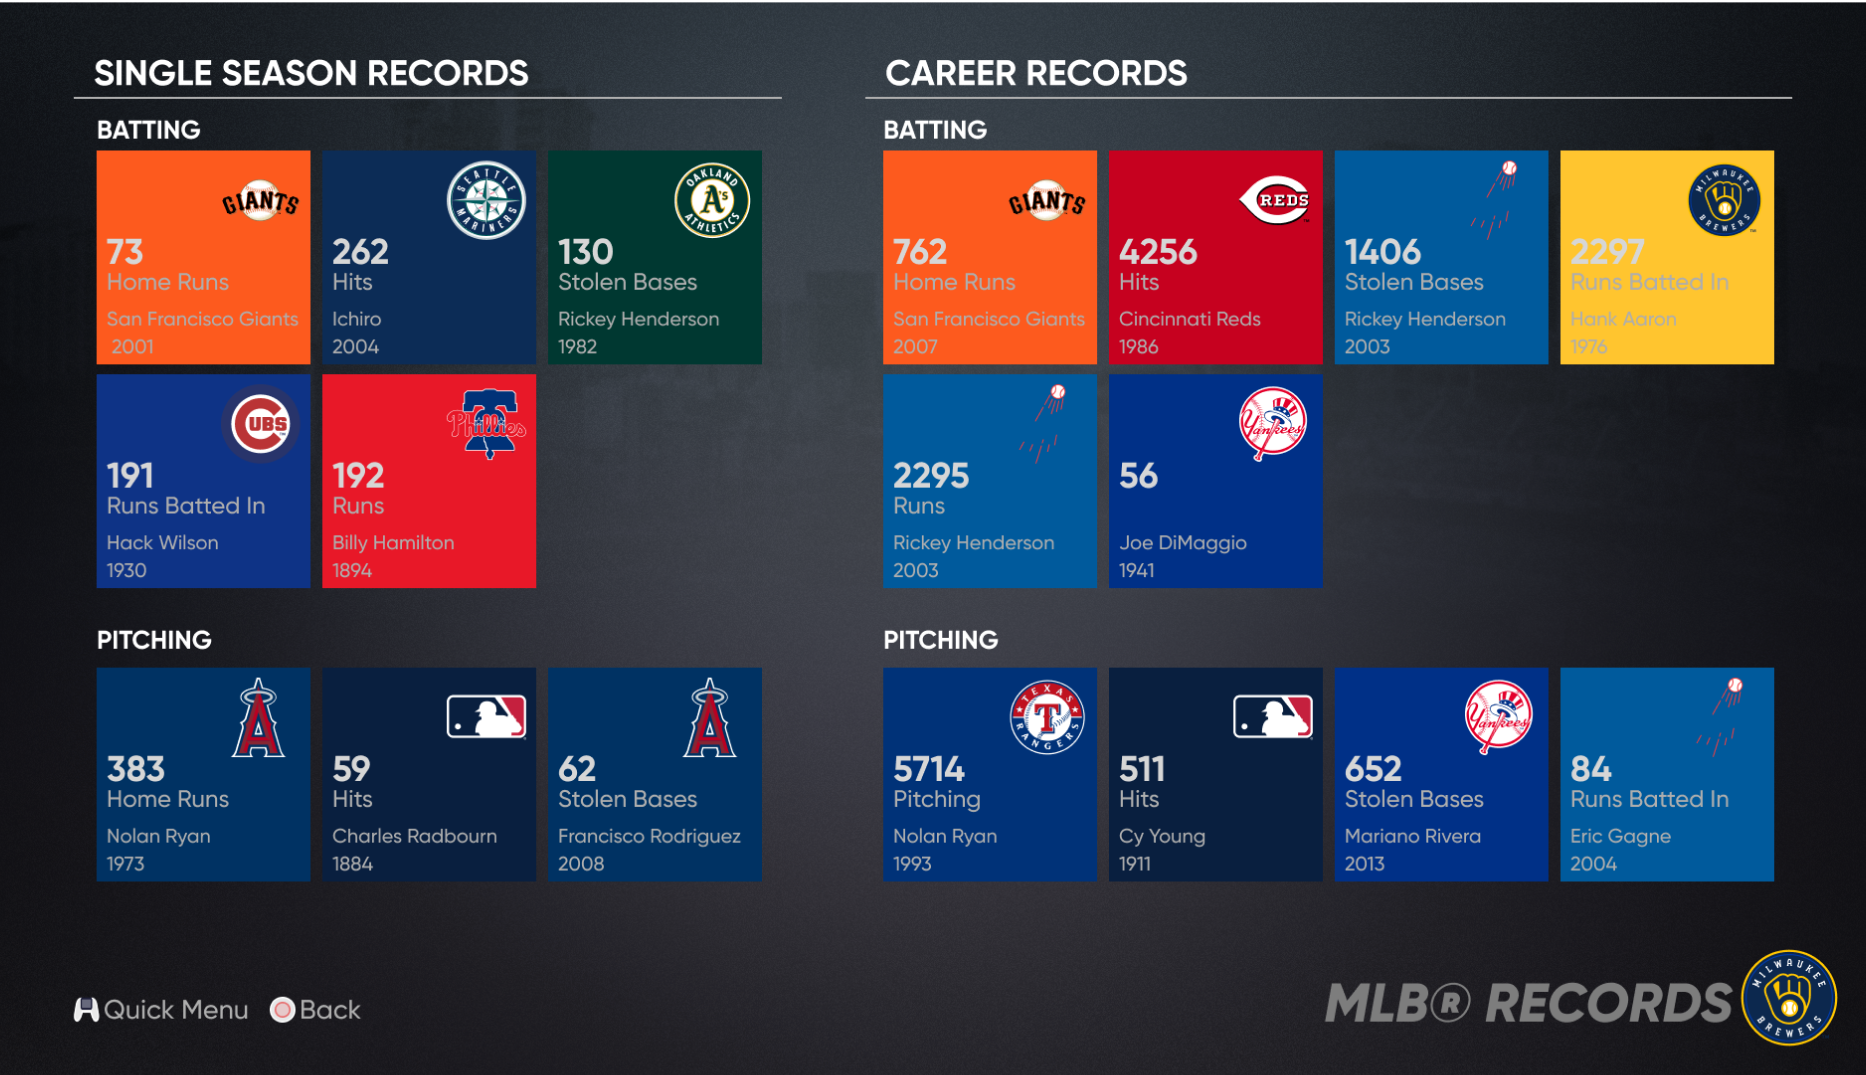 SINGLE SEASON RECORDS
BATTING
GIANTS
73
Home Runs
San Francisco Giants
2001
SEATTLE MARINERS
262
Hits
Ichiro
2004
OAKLAND ATHLETICS
A's
130
Stolen Bases
Rickey Henderson
1982
CUBS
191
Runs Batted In
Hack Wilson
1930
Phillies
192
Runs
Billy Hamilton
1894
PITCHING
A
383
Home Runs
Nolan Ryan
1973
59
Hits
Charles Radbourn
1884
A
62
Stolen Bases
Francisco Rodriguez
2008
CAREER RECORDS
BATTING
GIANTS
762
Home Runs
San Francisco Giants
2007
REDS
4256
Hits
Cincinnati Reds
1986
1406
Stolen Bases
Rickey Henderson
2003
MILWAUKEE BREWERS
2297
Runs Batted In
Hank Aaron
1976
2295
Runs
Rickey Henderson
2003
Yankees
56
Joe DiMaggio
1941
PITCHING
TEXAS RANGERS
T
5714
Pitching
Nolan Ryan
1993
511
Hits
Cy Young
1911
Yankees
652
Stolen Bases
Mariano Rivera
2013
84
Runs Batted In
Eric Gagne
2004
Quick Menu
Back
MLB® RECORDS
MILWAUKEE BREWERS